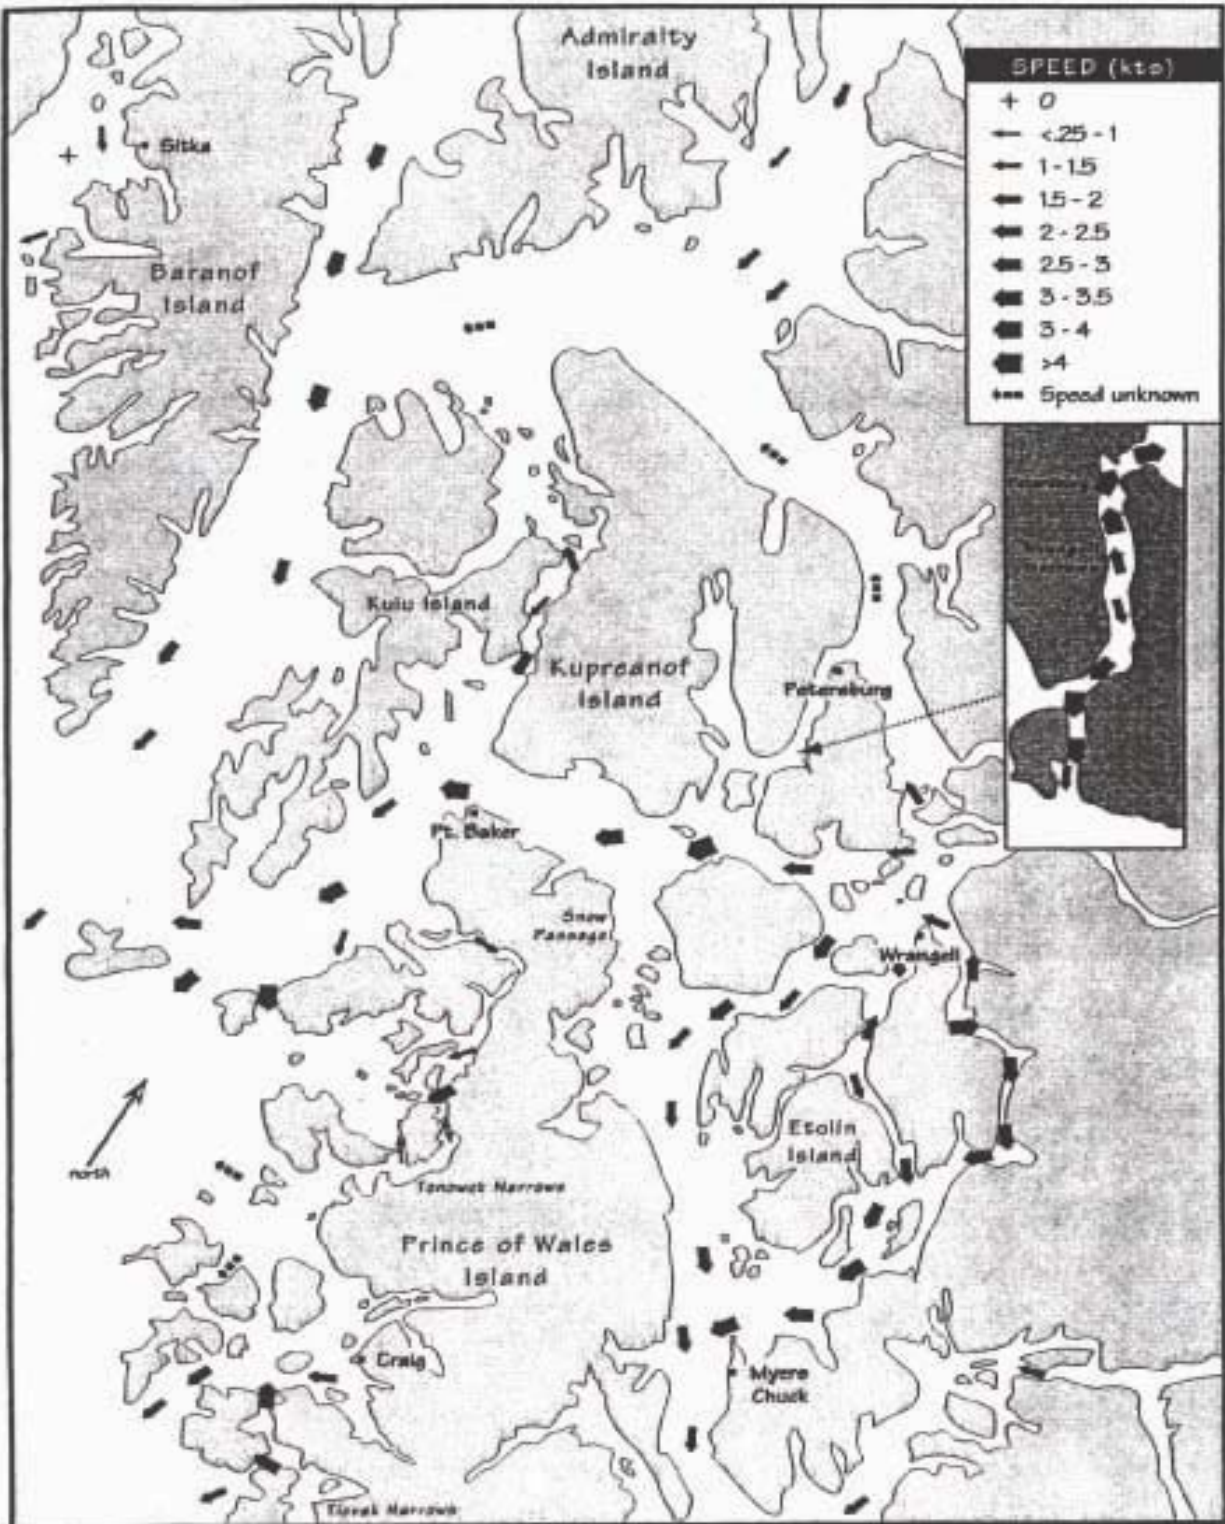 Admiralty
Island
SPEED (kts)
0
<.25 - 1
1 - 1.5
1.5 - 2
2 - 2.5
2.5 - 3
3 - 3.5
3 - 4
>4
Speed unknown
Sitka
Baranof
Island
Kuiu Island
Kupreanof
Island
Petersburg
Pt. Baker
Snow
Passage
Wrangell
north
Etolin
Island
Tonowek Narrows
Prince of Wales
Island
Craig
Myers
Chuck
Tlevak Narrows